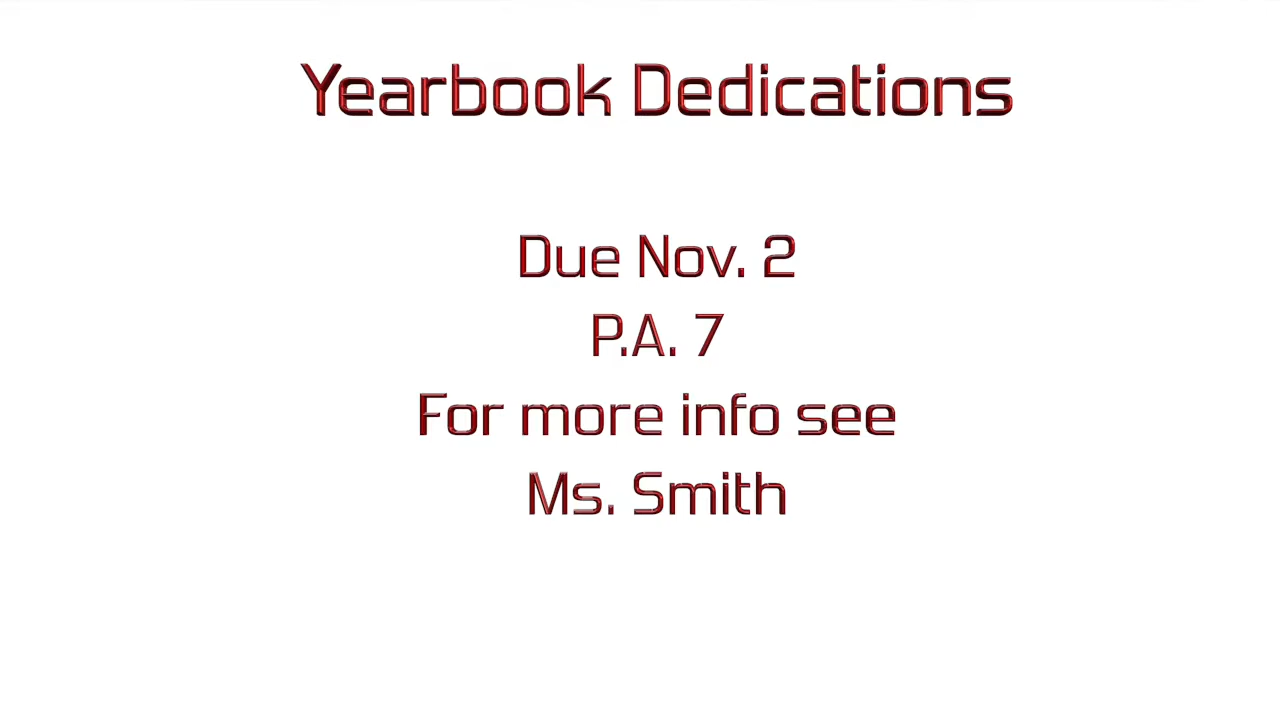 Yearbook Dedications
Due Nov. 2
P.A. 7
For more info see
Ms. Smith